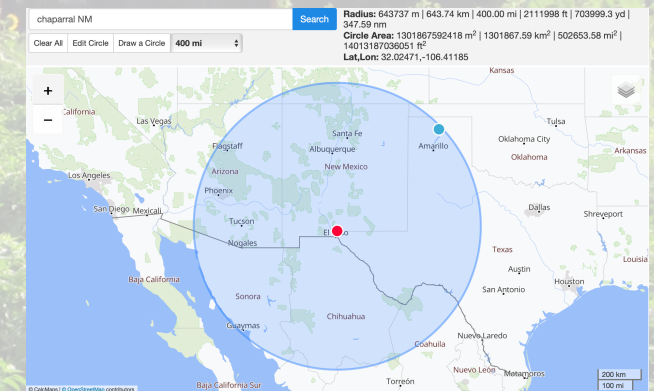 chaparral NM
Search
Clear All
Edit Circle
Draw a Circle
400 mi
Radius: 643737 m | 643.74 km | 400.00 mi | 2111998 ft | 703999.3 yd |
347.59 nm
Circle Area: 1301867592418 m² | 1301867.59 km² | 502653.58 mi² |
14013187036051 ft²
Lat,Lon: 32.02471,-106.41185
+
−
Kansas
California
Las Vegas
Tulsa
Santa Fe
Flagstaff
Albuquerque
Amarillo
Oklahoma City
Arkansas
Oklahoma
New Mexico
Arizona
Los Angeles
Phoenix
San Diego
Mexicali
Dallas
Shreveport
Tucson
Nogales
Texas
Louisia
Austin
Houston
San Antonio
Baja California
Sonora
Chihuahua
Guaymas
Nuevo Laredo
Coahuila
Nuevo León
Matamoros
Torreón
Baja California Sur
200 km
100 mi
© CalcMaps | © OpenStreetMap contributors